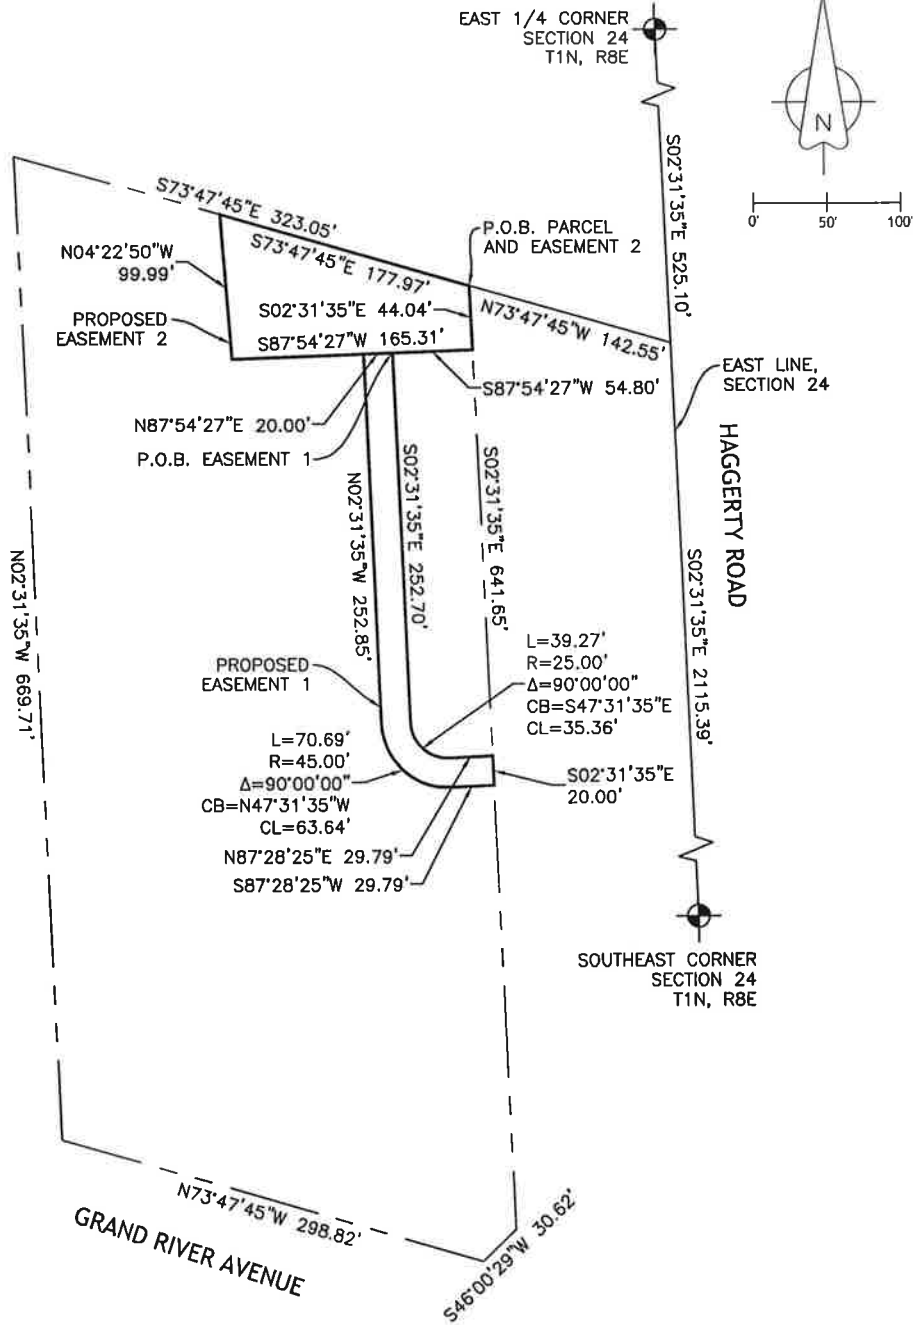 EAST 1/4 CORNER
SECTION 24
T1N, R8E
N
0'
50'
100'
S02°31'35"E 525.10'
S73°47'45"E 323.05'
S73°47'45"E 177.97'
P.O.B. PARCEL
AND EASEMENT 2
N04°22'50"W
99.99'
S02°31'35"E 44.04'
N73°47'45"W 142.55'
PROPOSED
EASEMENT 2
S87°54'27"W 165.31'
EAST LINE,
SECTION 24
S87°54'27"W 54.80'
N87°54'27"E 20.00'
P.O.B. EASEMENT 1
HAGGERTY ROAD
N02°31'35"W 252.85'
S02°31'35"E 252.70'
S02°31'35"E 641.65'
S02°31'35"E 2115.39'
N02°31'35"W 669.71'
PROPOSED
EASEMENT 1
L=39.27'
R=25.00'
Δ=90°00'00"
CB=S47°31'35"E
CL=35.36'
L=70.69'
R=45.00'
Δ=90°00'00"
CB=N47°31'35"W
CL=63.64'
S02°31'35"E
20.00'
N87°28'25"E 29.79'
S87°28'25"W 29.79'
SOUTHEAST CORNER
SECTION 24
T1N, R8E
N73°47'45"W 298.82'
GRAND RIVER AVENUE
S46°00'29"W 30.62'